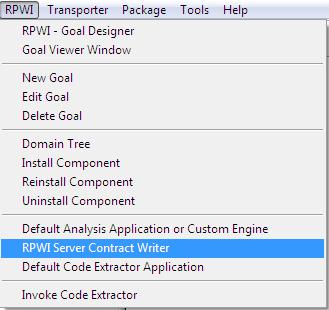 RPWI Transporter Package Tools Help
RPWI - Goal Designer
Goal Viewer Window
New Goal
Edit Goal
Delete Goal
Domain Tree
Install Component
Reinstall Component
Uninstall Component
Default Analysis Application or Custom Engine
RPWI Server Contract Writer
Default Code Extractor Application
Invoke Code Extractor